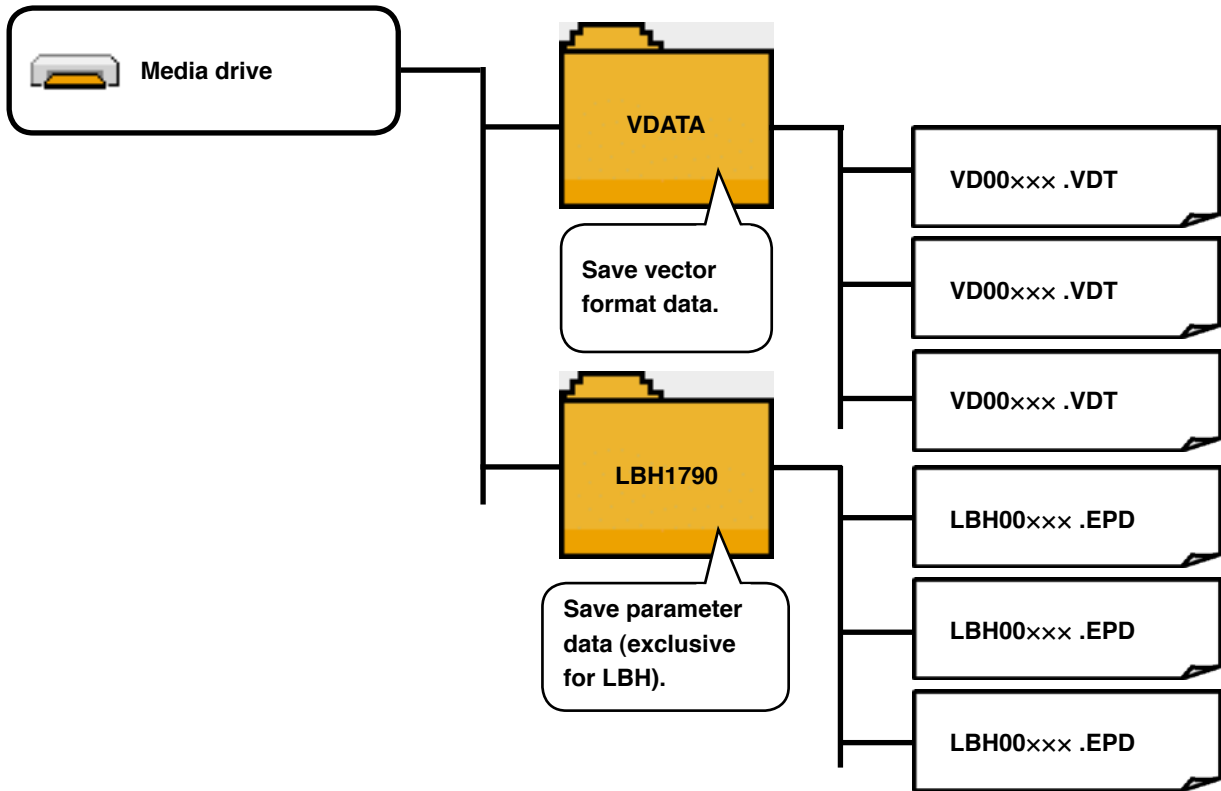 Media drive
VDATA
Save vector
format data.
VD00××× .VDT
VD00××× .VDT
VD00××× .VDT
LBH1790
Save parameter
data (exclusive
for LBH).
LBH00××× .EPD
LBH00××× .EPD
LBH00××× .EPD